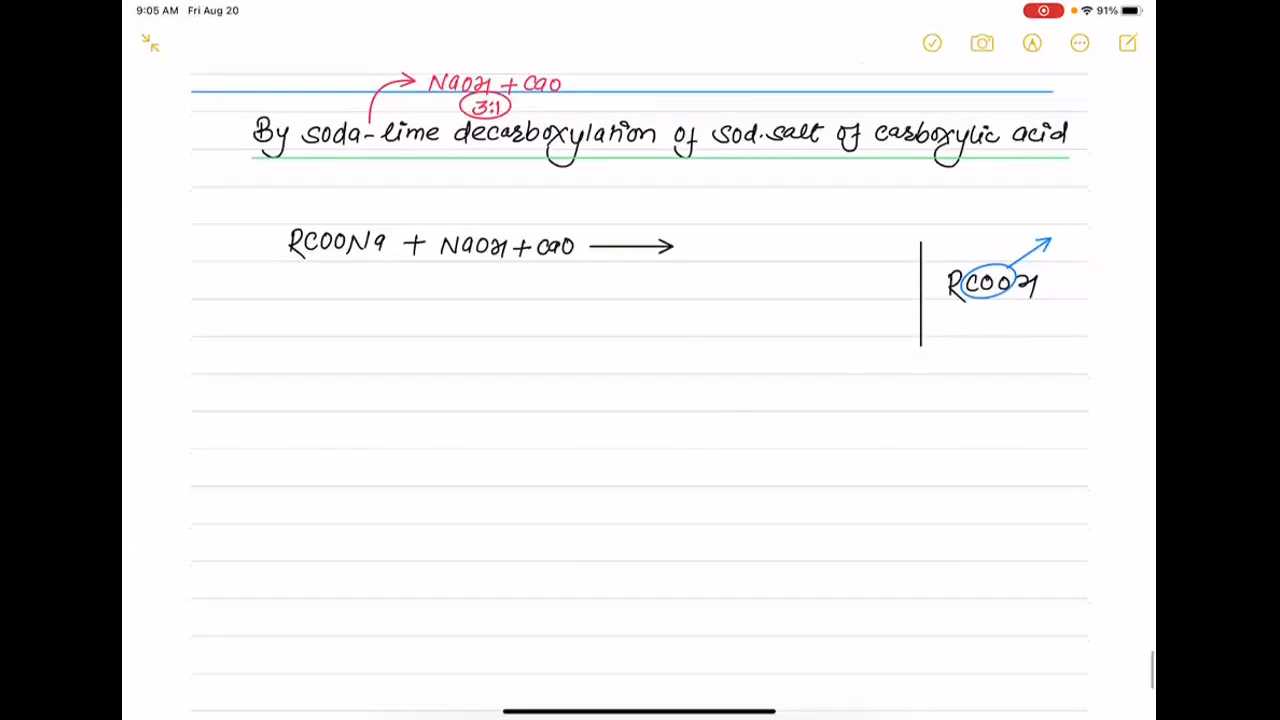 9:05 AM Fri Aug 20
91%
NaOH + CaO
3:1
By soda-lime decarboxylation of sod. salt of carboxylic acid
RCOONa + NaOH + CaO ⟶
RCOOH